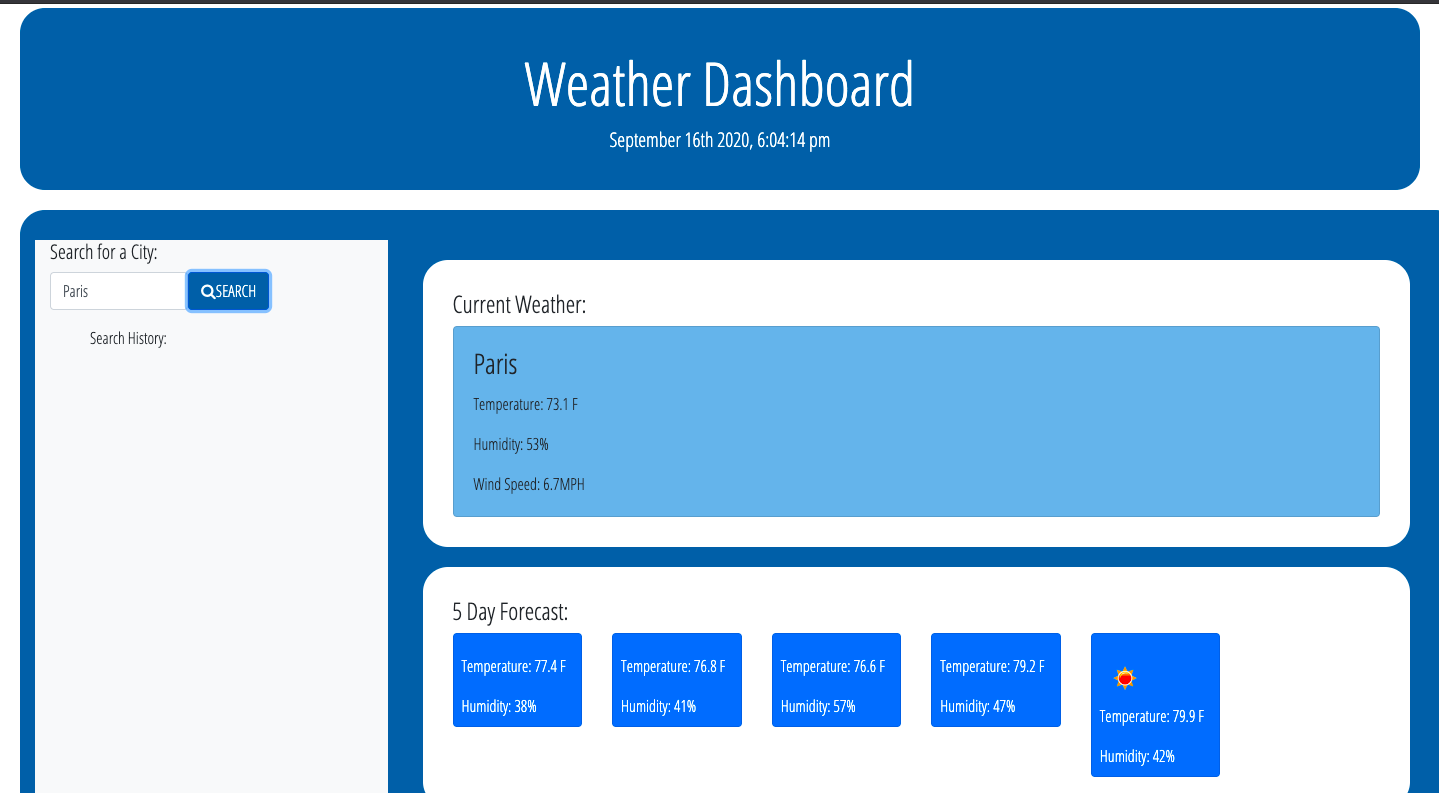 Weather Dashboard
September 16th 2020, 6:04:14 pm
Search for a City:
Paris
SEARCH
Search History:
Current Weather:
Paris
Temperature: 73.1 F
Humidity: 53%
Wind Speed: 6.7MPH
5 Day Forecast:
Temperature: 77.4 F
Humidity: 38%
Temperature: 76.8 F
Humidity: 41%
Temperature: 76.6 F
Humidity: 57%
Temperature: 79.2 F
Humidity: 47%
Temperature: 79.9 F
Humidity: 42%